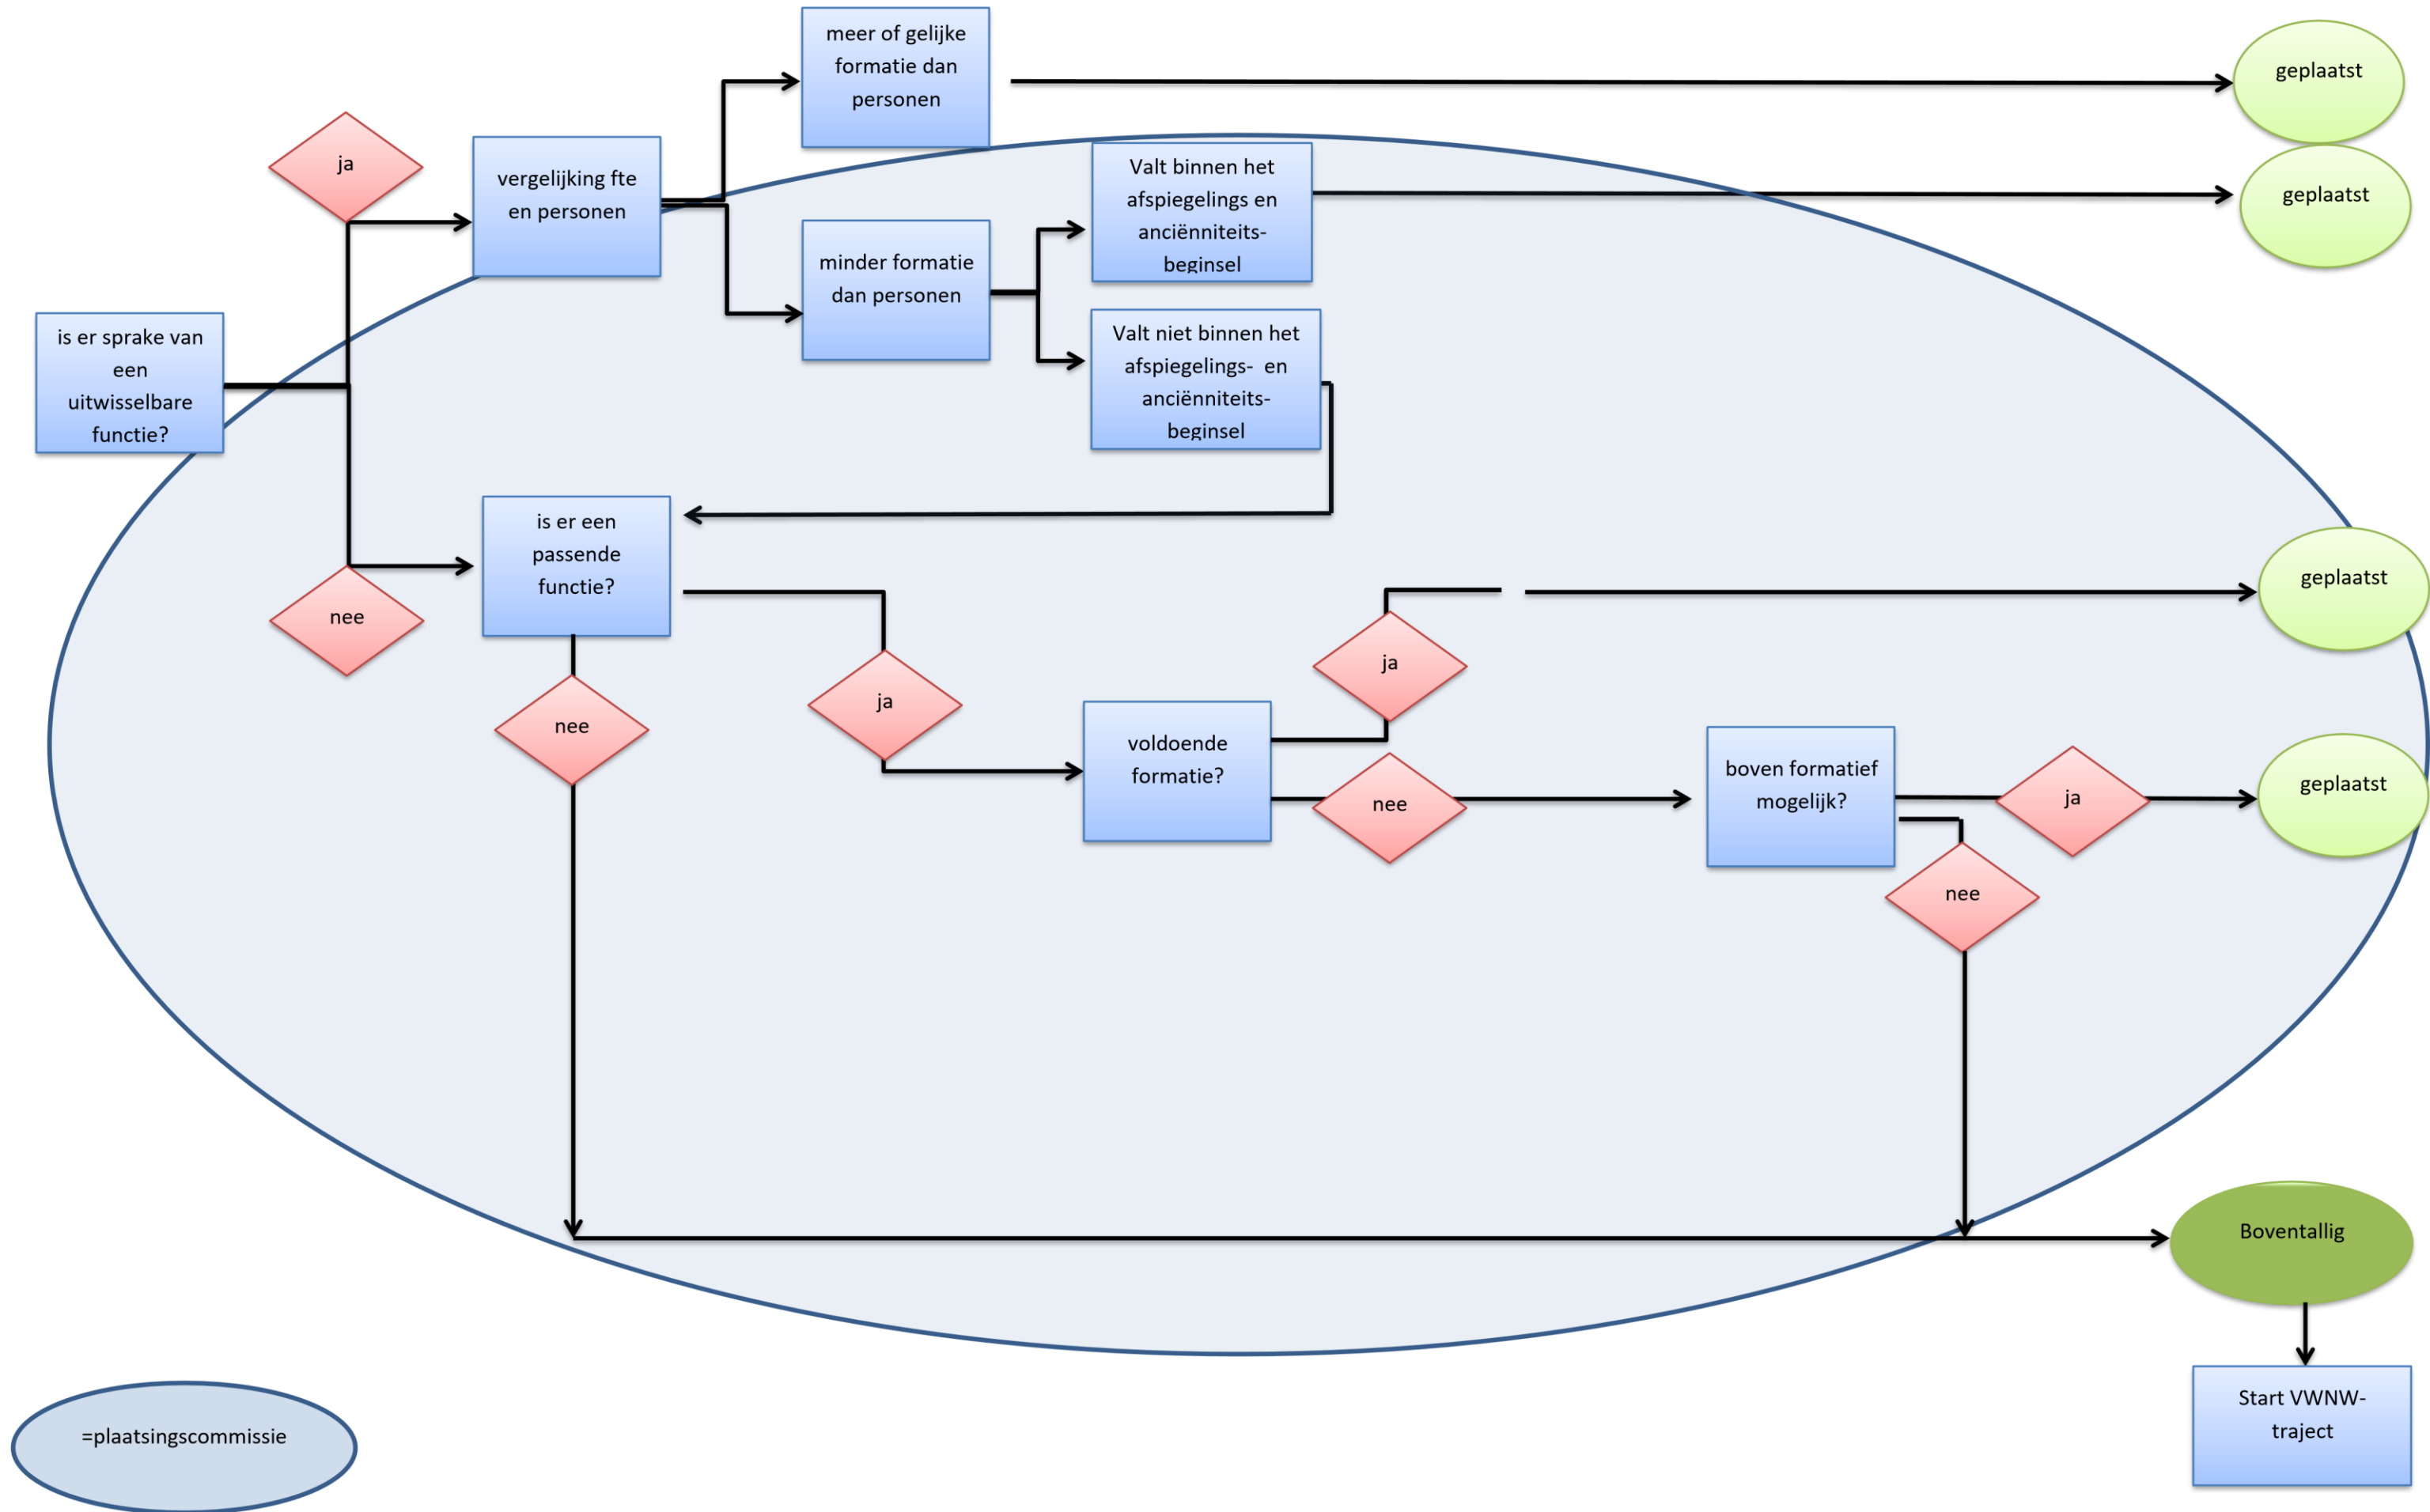 meer of gelijke
formatie dan
personen
geplaatst
ja
vergelijking fte
en personen
Valt binnen het
afspiegelings en
anciënniteits-
beginsel
geplaatst
minder formatie
dan personen
is er sprake van
een
uitwisselbare
functie?
Valt niet binnen het
afspiegelings- en
anciënniteits-
beginsel
is er een
passende
functie?
geplaatst
nee
ja
nee
ja
voldoende
formatie?
nee
boven formatief
mogelijk?
ja
geplaatst
nee
Boventallig
Start VWNW-
traject
=plaatsingscommissie